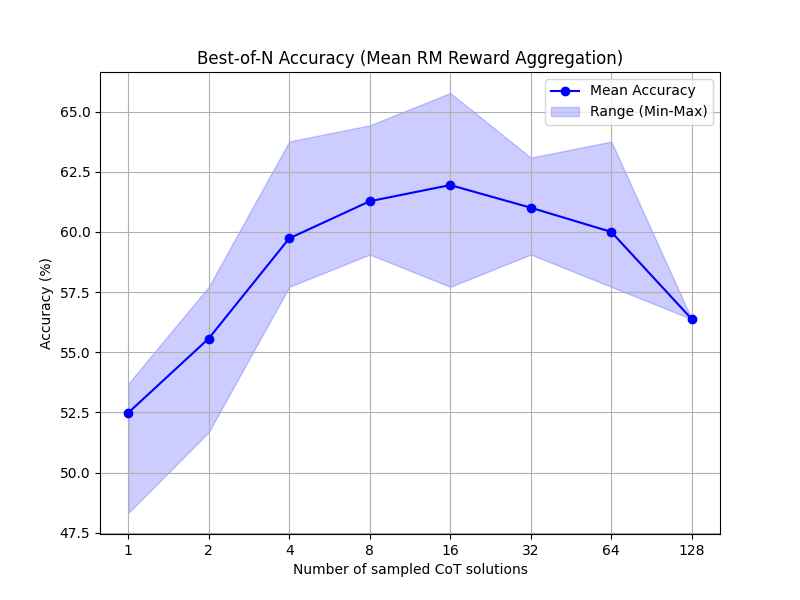 Best-of-N Accuracy (Mean RM Reward Aggregation)
Mean Accuracy
Range (Min-Max)
65.0
62.5
60.0
57.5
55.0
52.5
50.0
47.5
Accuracy (%)
1 2 4 8 16 32 64 128
Number of sampled CoT solutions